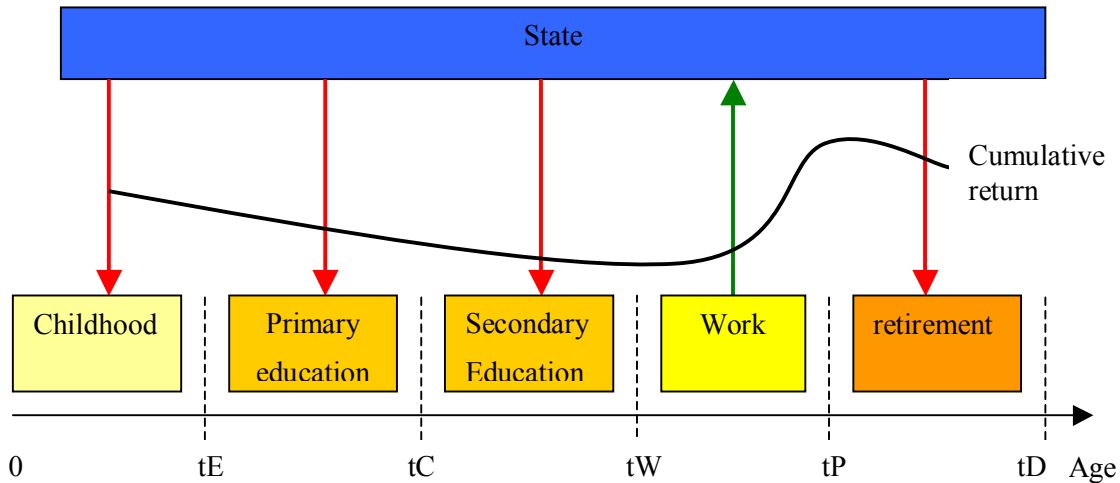 State
Cumulative
return
Childhood
Primary
education
Secondary
Education
Work
retirement
0 tE tC tW tP tD Age